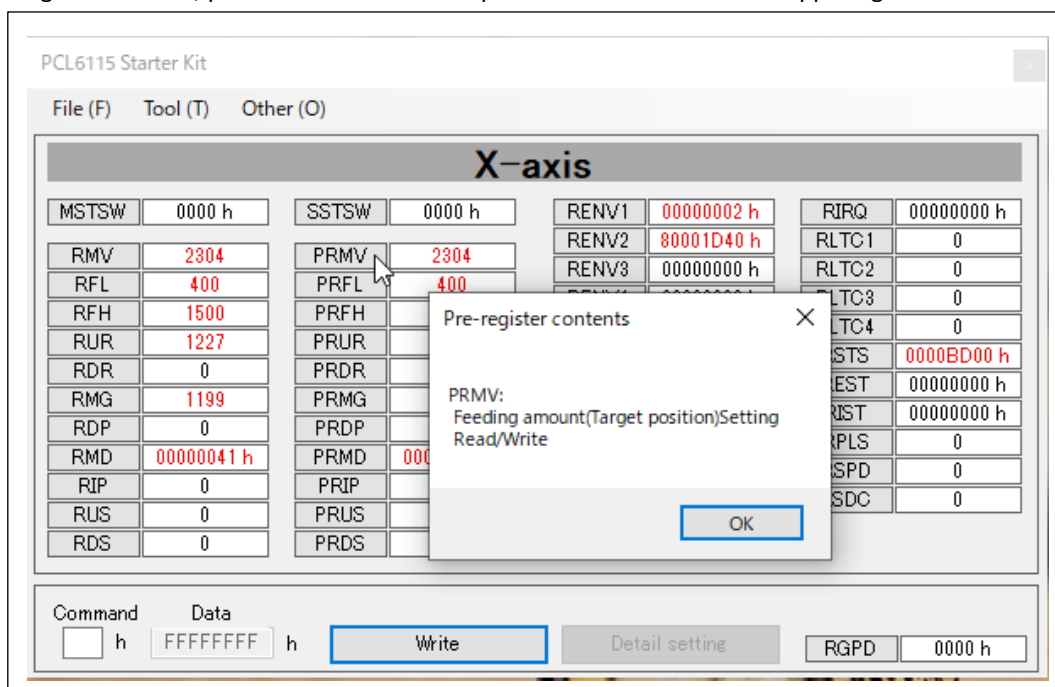 PCL6115 Starter Kit
File (F) Tool (T) Other (O)
X-axis
MSTSW 0000 h
RMV 2304
RFL 400
RFH 1500
RUR 1227
RDR 0
RMG 1199
RDP 0
RMD 00000041 h
RIP 0
RUS 0
RDS 0
SSTSW 0000 h
PRMV 2304
PRFL 400
PRFH
PRUR
PRDR
PRMG
PRDP
PRMD 000
PRIP
PRUS
PRDS
RENV1 00000002 h
RENV2 80001D40 h
RENV3 00000000 h
RIRQ 00000000 h
RLTC1 0
RLTC2 0
LTC3 0
LTC4 0
STS 0000BD00 h
EST 00000000 h
IST 00000000 h
PLS 0
SPD 0
SDC 0
Pre-register contents
PRMV:
Feeding amount(Target position)Setting
Read/Write
OK
Command Data
h FFFFFFFF h Write Detail setting RGPD 0000 h